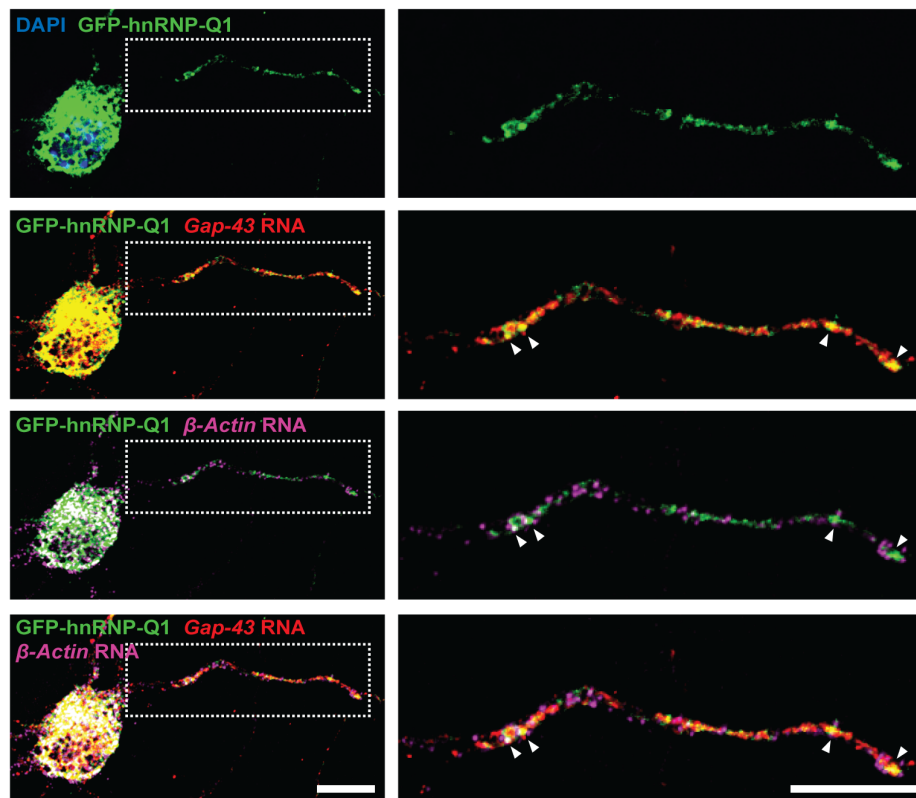 DAPI GFP-hnRNP-Q1
GFP-hnRNP-Q1 Gap-43 RNA
GFP-hnRNP-Q1 β-Actin RNA
GFP-hnRNP-Q1 Gap-43 RNA
β-Actin RNA